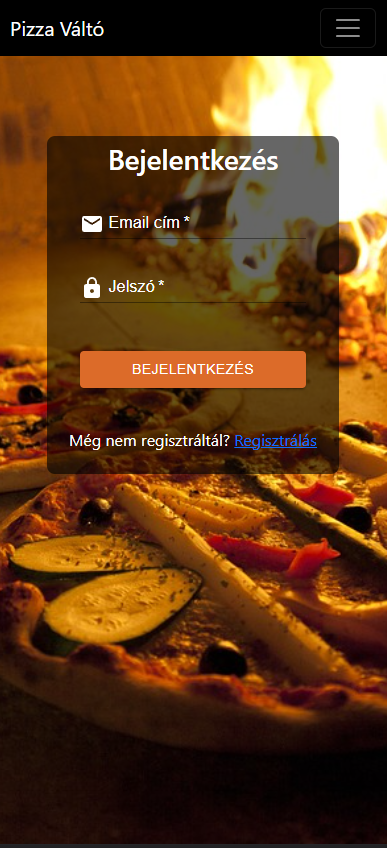 Pizza Váltó
Bejelentkezés
Email cím *
Jelszó *
BEJELENTKEZÉS
Még nem regisztráltál? Regisztrálás